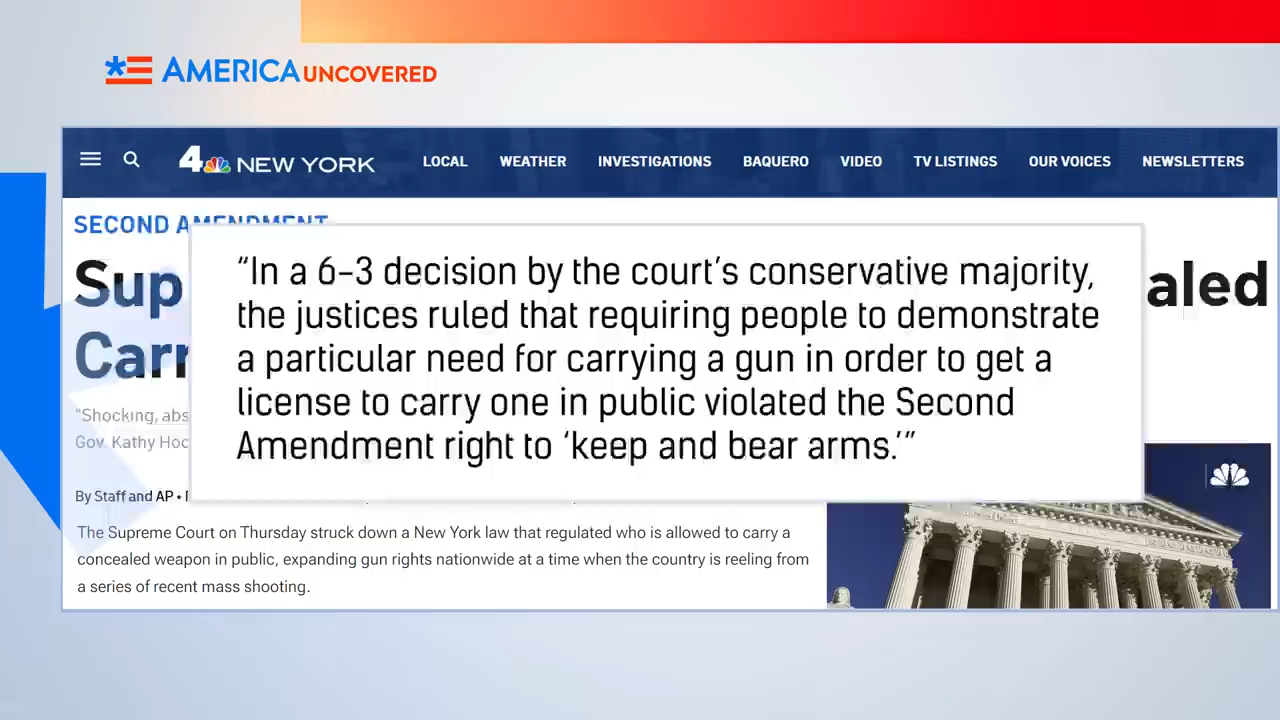 AMERICA UNCOVERED
4 NEW YORK LOCAL WEATHER INVESTIGATIONS BAQUERO VIDEO TV LISTINGS OUR VOICES NEWSLETTERS
SECOND AMENDMENT
Sup aled
“In a 6–3 decision by the court’s conservative majority,
the justices ruled that requiring people to demonstrate
a particular need for carrying a gun in order to get a
license to carry one in public violated the Second
Amendment right to ‘keep and bear arms.’”
Carr
"Shocking, abs
Gov. Kathy Hoc
By Staff and AP •
The Supreme Court on Thursday struck down a New York law that regulated who is allowed to carry a
concealed weapon in public, expanding gun rights nationwide at a time when the country is reeling from
a series of recent mass shooting.